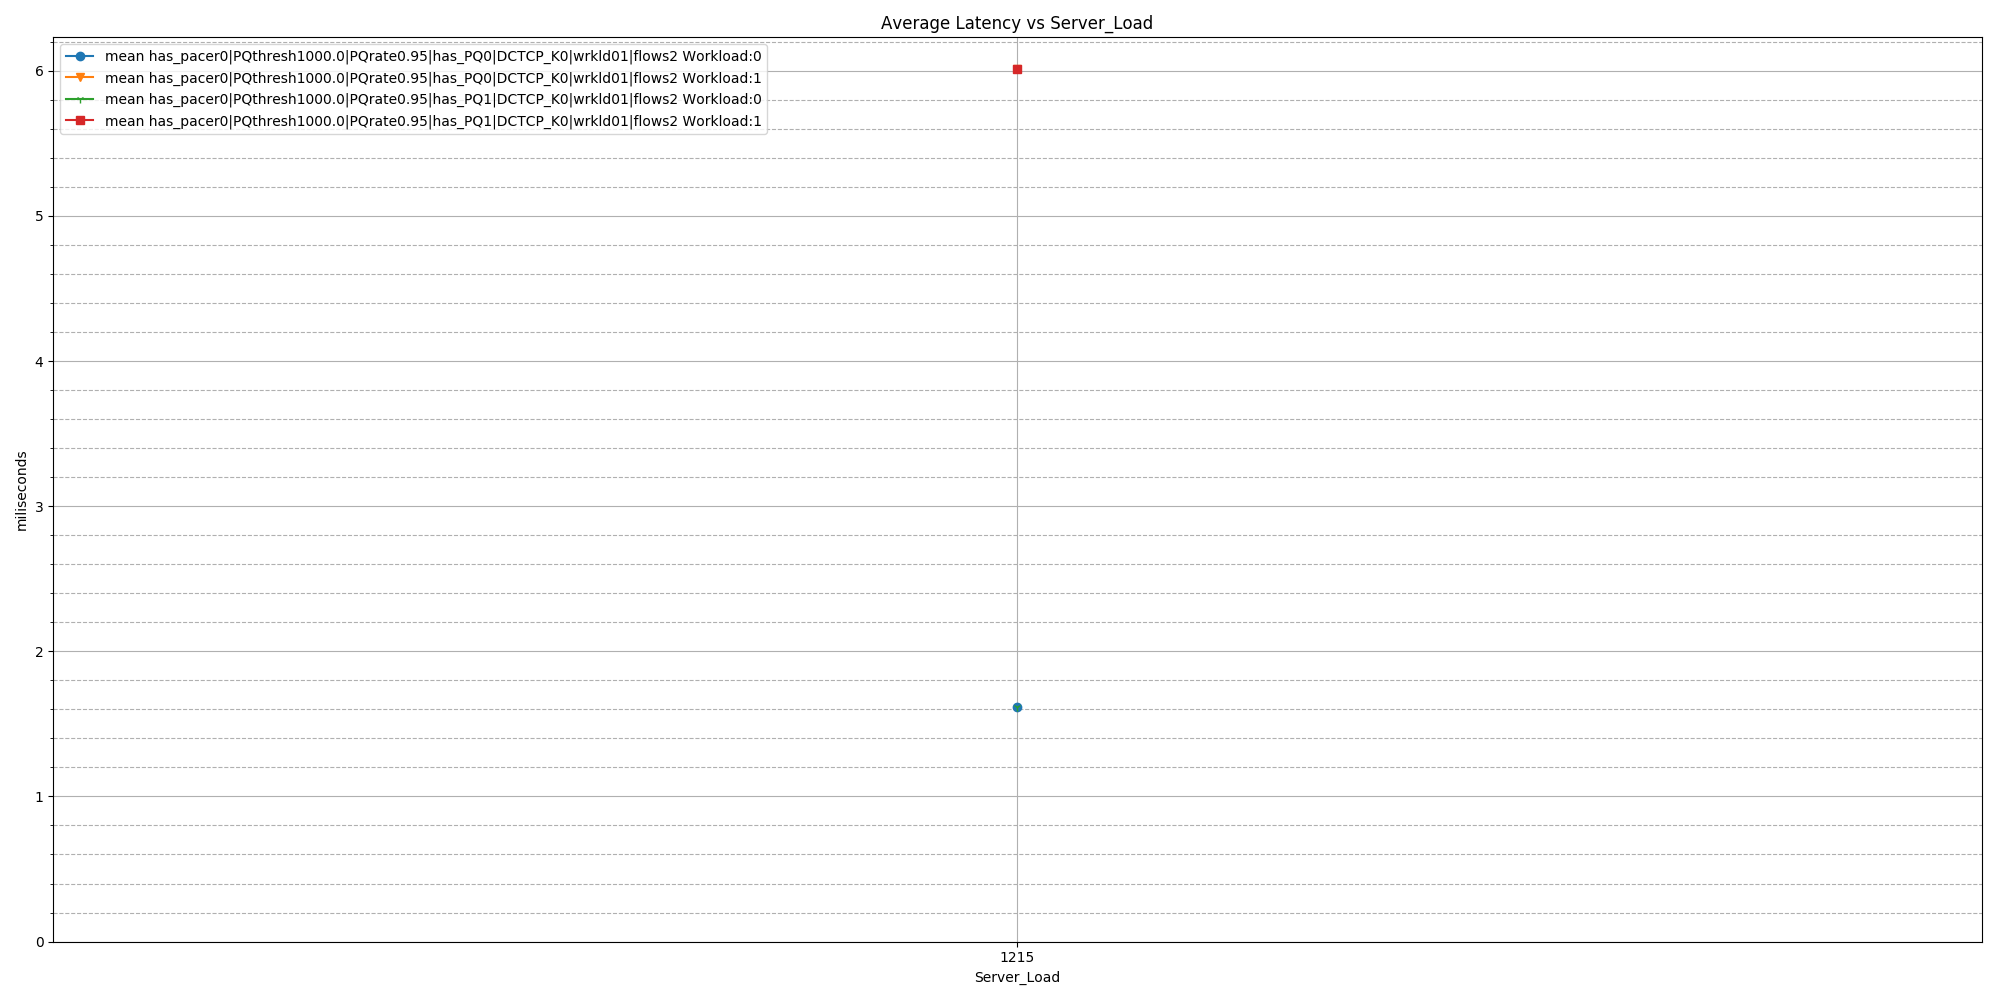 Average Latency vs Server_Load
mean has_pacer0|PQthresh1000.0|PQrate0.95|has_PQ0|DCTCP_K0|wrkld01|flows2 Workload:0
mean has_pacer0|PQthresh1000.0|PQrate0.95|has_PQ0|DCTCP_K0|wrkld01|flows2 Workload:1
mean has_pacer0|PQthresh1000.0|PQrate0.95|has_PQ1|DCTCP_K0|wrkld01|flows2 Workload:0
mean has_pacer0|PQthresh1000.0|PQrate0.95|has_PQ1|DCTCP_K0|wrkld01|flows2 Workload:1
6
5
4
3
2
1
0
miliseconds
1215
Server_Load